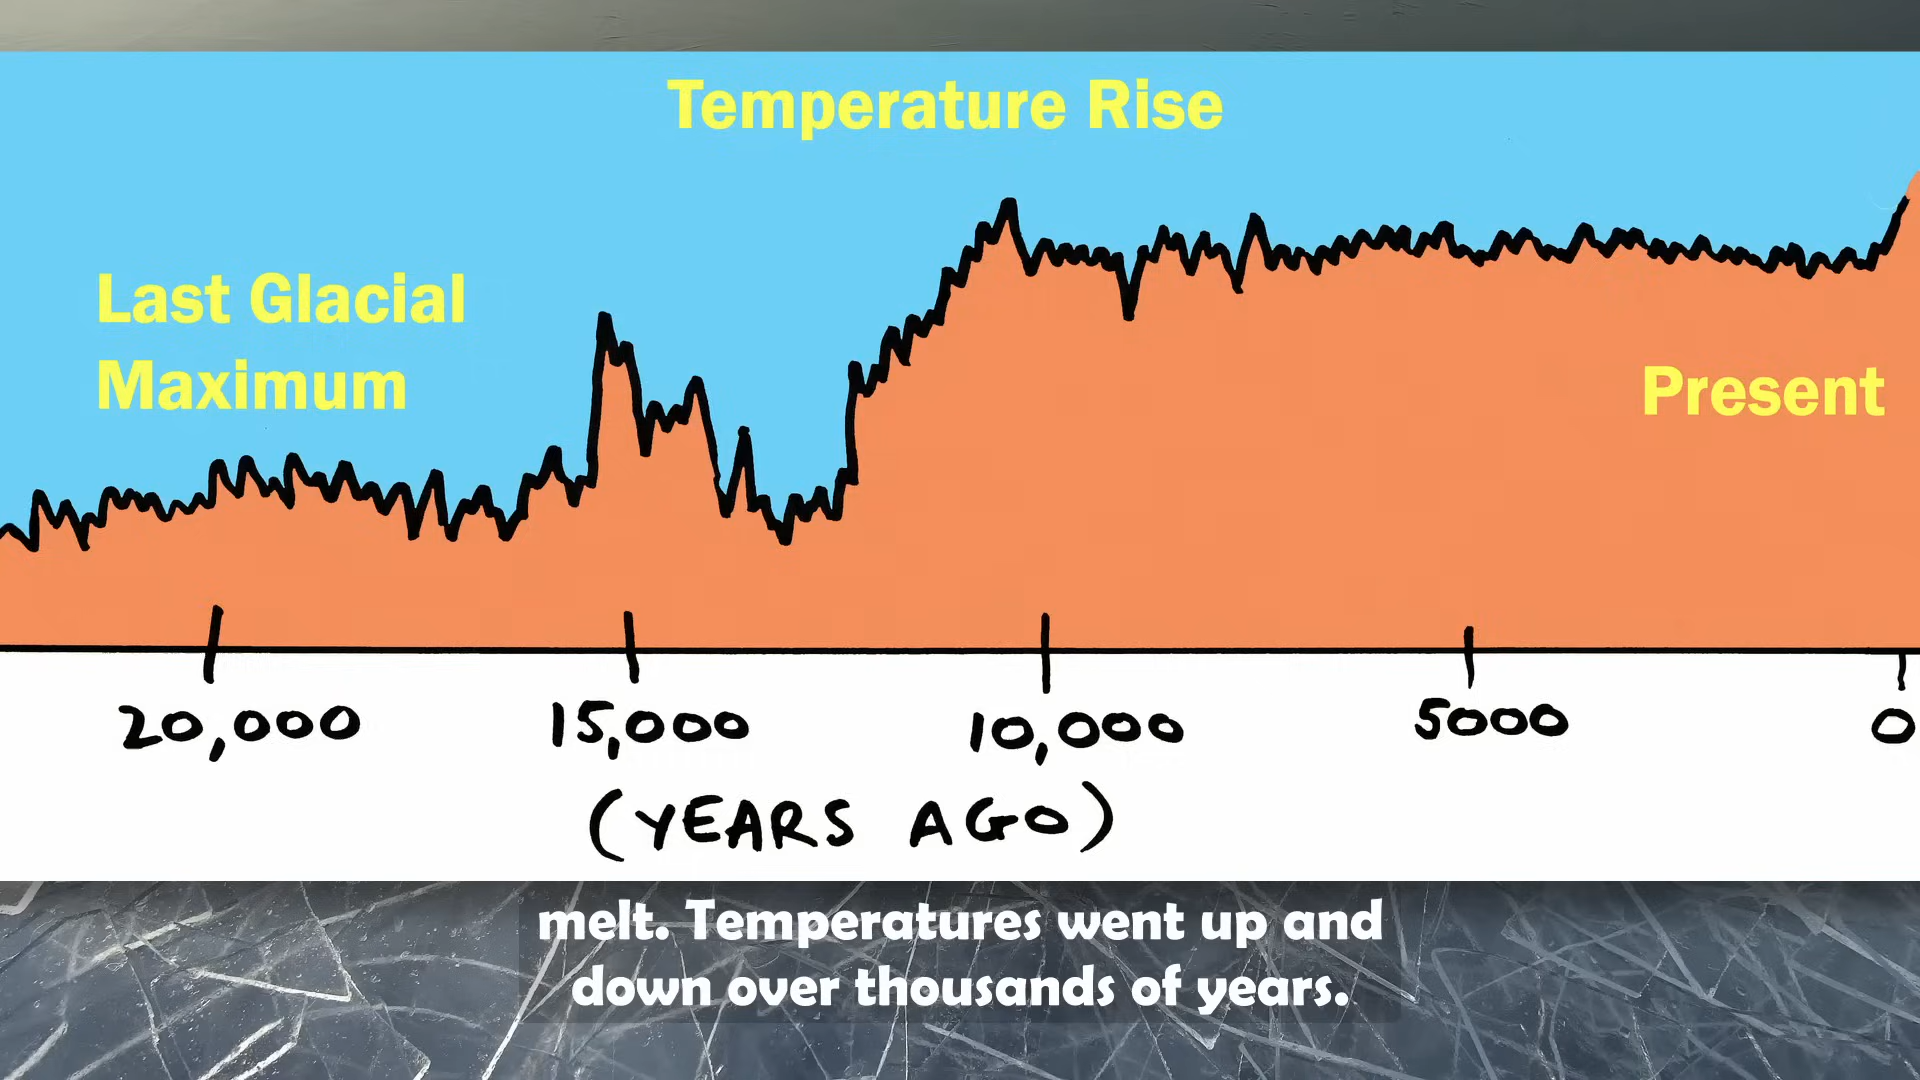 Temperature Rise
Last Glacial
Maximum
Present
20,000
15,000
10,000
5000
0
(YEARS AGO)
melt. Temperatures went up and
down over thousands of years.